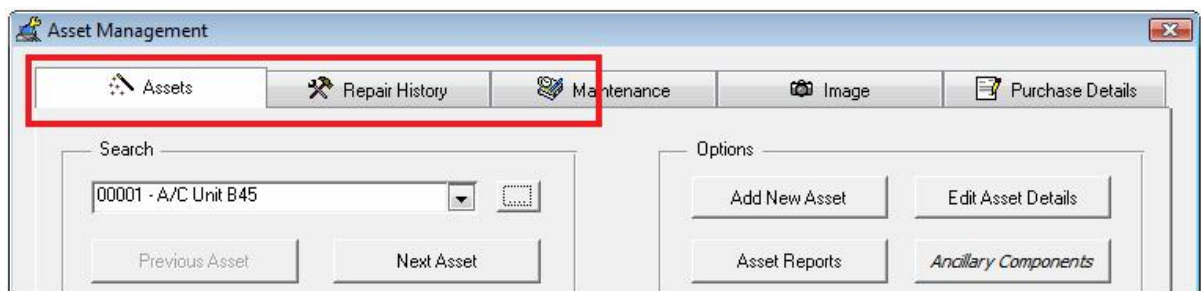 Asset Management
Assets Repair History Maintenance Image Purchase Details
Search Options
00001 - A/C Unit B45 ... Add New Asset Edit Asset Details
Previous Asset Next Asset Asset Reports Ancillary Components